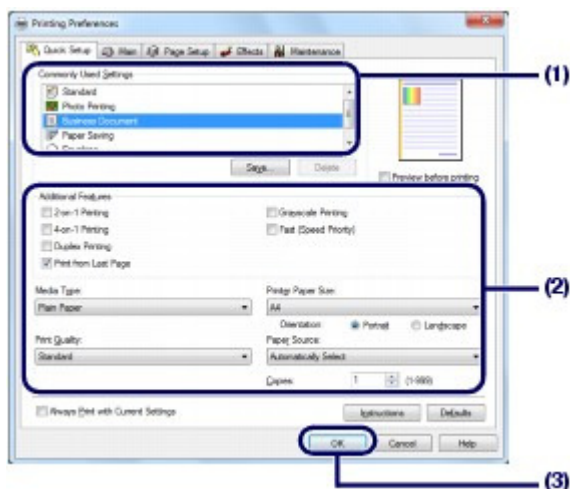 Printing Preferences
Quick Setup Main Page Setup Effects Maintenance
Commonly Used Settings
(1)
Standard
Photo Printing
Business Document
Paper Saving
Envelope
Save... Delete
Preview before printing
Additional Features
2-on-1 Printing Grayscale Printing
4-on-1 Printing Fast (Speed Priority)
Duplex Printing
Print from Last Page
Media Type: Printer Paper Size:
(2)
Plain Paper A4
Orientation: Portrait Landscape
Print Quality: Paper Source:
Standard Automatically Select
Copies: 1 (1-999)
Always Print with Current Settings Instructions Defaults
OK Cancel Help
(3)